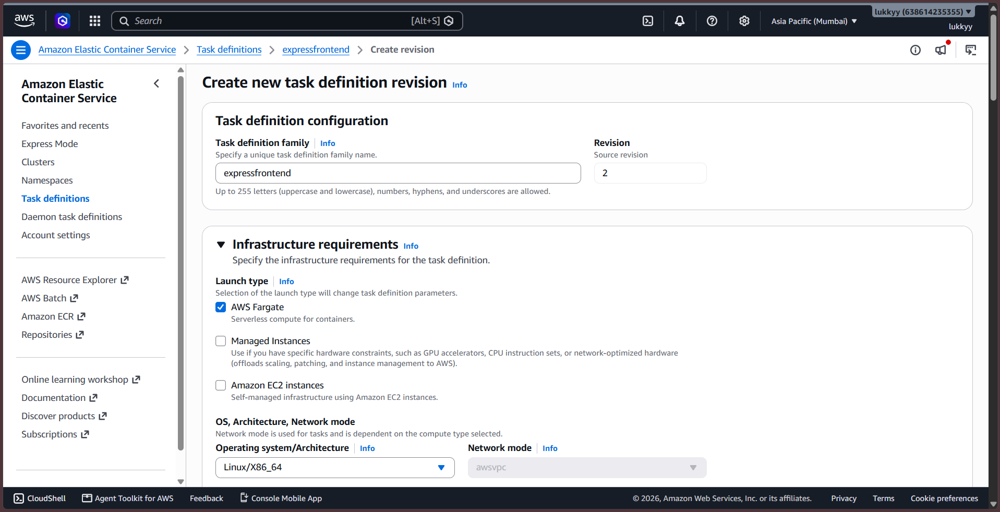 aws
Search
[Alt+S]
Asia Pacific (Mumbai)
lukkyy (638614235355)
lukkyy
Amazon Elastic Container Service
Task definitions
expressfrontend
Create revision
Amazon Elastic
Container Service
Favorites and recents
Express Mode
Clusters
Namespaces
Task definitions
Daemon task definitions
Account settings
AWS Resource Explorer
AWS Batch
Amazon ECR
Repositories
Online learning workshop
Documentation
Discover products
Subscriptions
Create new task definition revision Info
Task definition configuration
Task definition family Info
Specify a unique task definition family name.
expressfrontend
Up to 255 letters (uppercase and lowercase), numbers, hyphens, and underscores are allowed.
Revision
Source revision
2
Infrastructure requirements Info
Specify the infrastructure requirements for the task definition.
Launch type Info
Selection of the launch type will change task definition parameters.
AWS Fargate
Serverless compute for containers.
Managed Instances
Use if you have specific hardware constraints, such as GPU accelerators, CPU instruction sets, or network-optimized hardware
(offloads scaling, patching, and instance management to AWS).
Amazon EC2 instances
Self-managed infrastructure using Amazon EC2 instances.
OS, Architecture, Network mode
Network mode is used for tasks and is dependent on the compute type selected.
Operating system/Architecture Info
Linux/X86_64
Network mode Info
awsvpc
CloudShell
Agent Toolkit for AWS
Feedback
Console Mobile App
© 2026, Amazon Web Services, Inc. or its affiliates.
Privacy
Terms
Cookie preferences